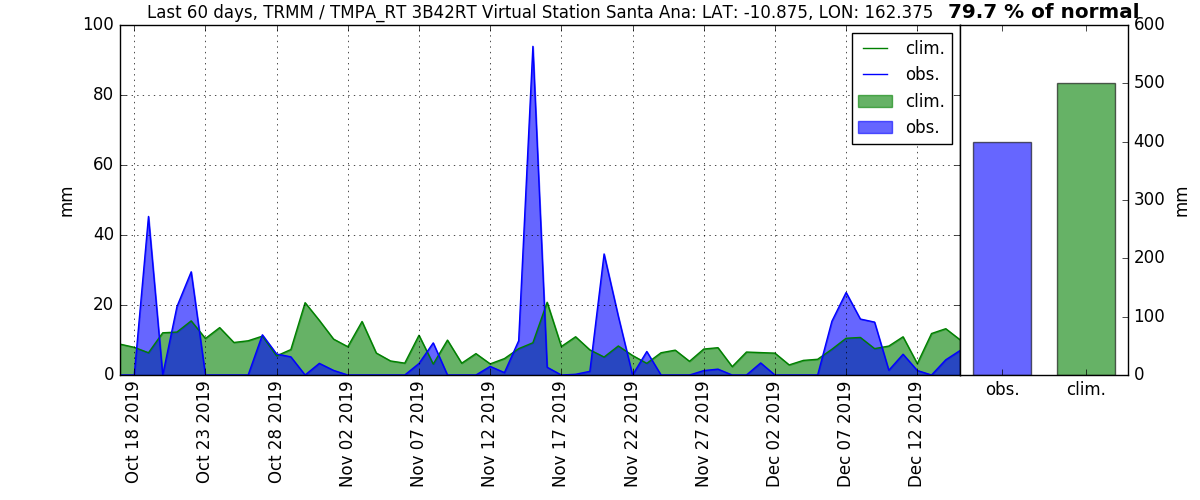 Last 60 days, TRMM / TMPA_RT 3B42RT Virtual Station Santa Ana: LAT: -10.875, LON: 162.375 79.7 % of normal
100
80
60
40
20
0
mm
clim.
obs.
clim.
obs.
600
500
400
300
200
100
0
mm
obs. clim.
Oct 18 2019
Oct 23 2019
Oct 28 2019
Nov 02 2019
Nov 07 2019
Nov 12 2019
Nov 17 2019
Nov 22 2019
Nov 27 2019
Dec 02 2019
Dec 07 2019
Dec 12 2019